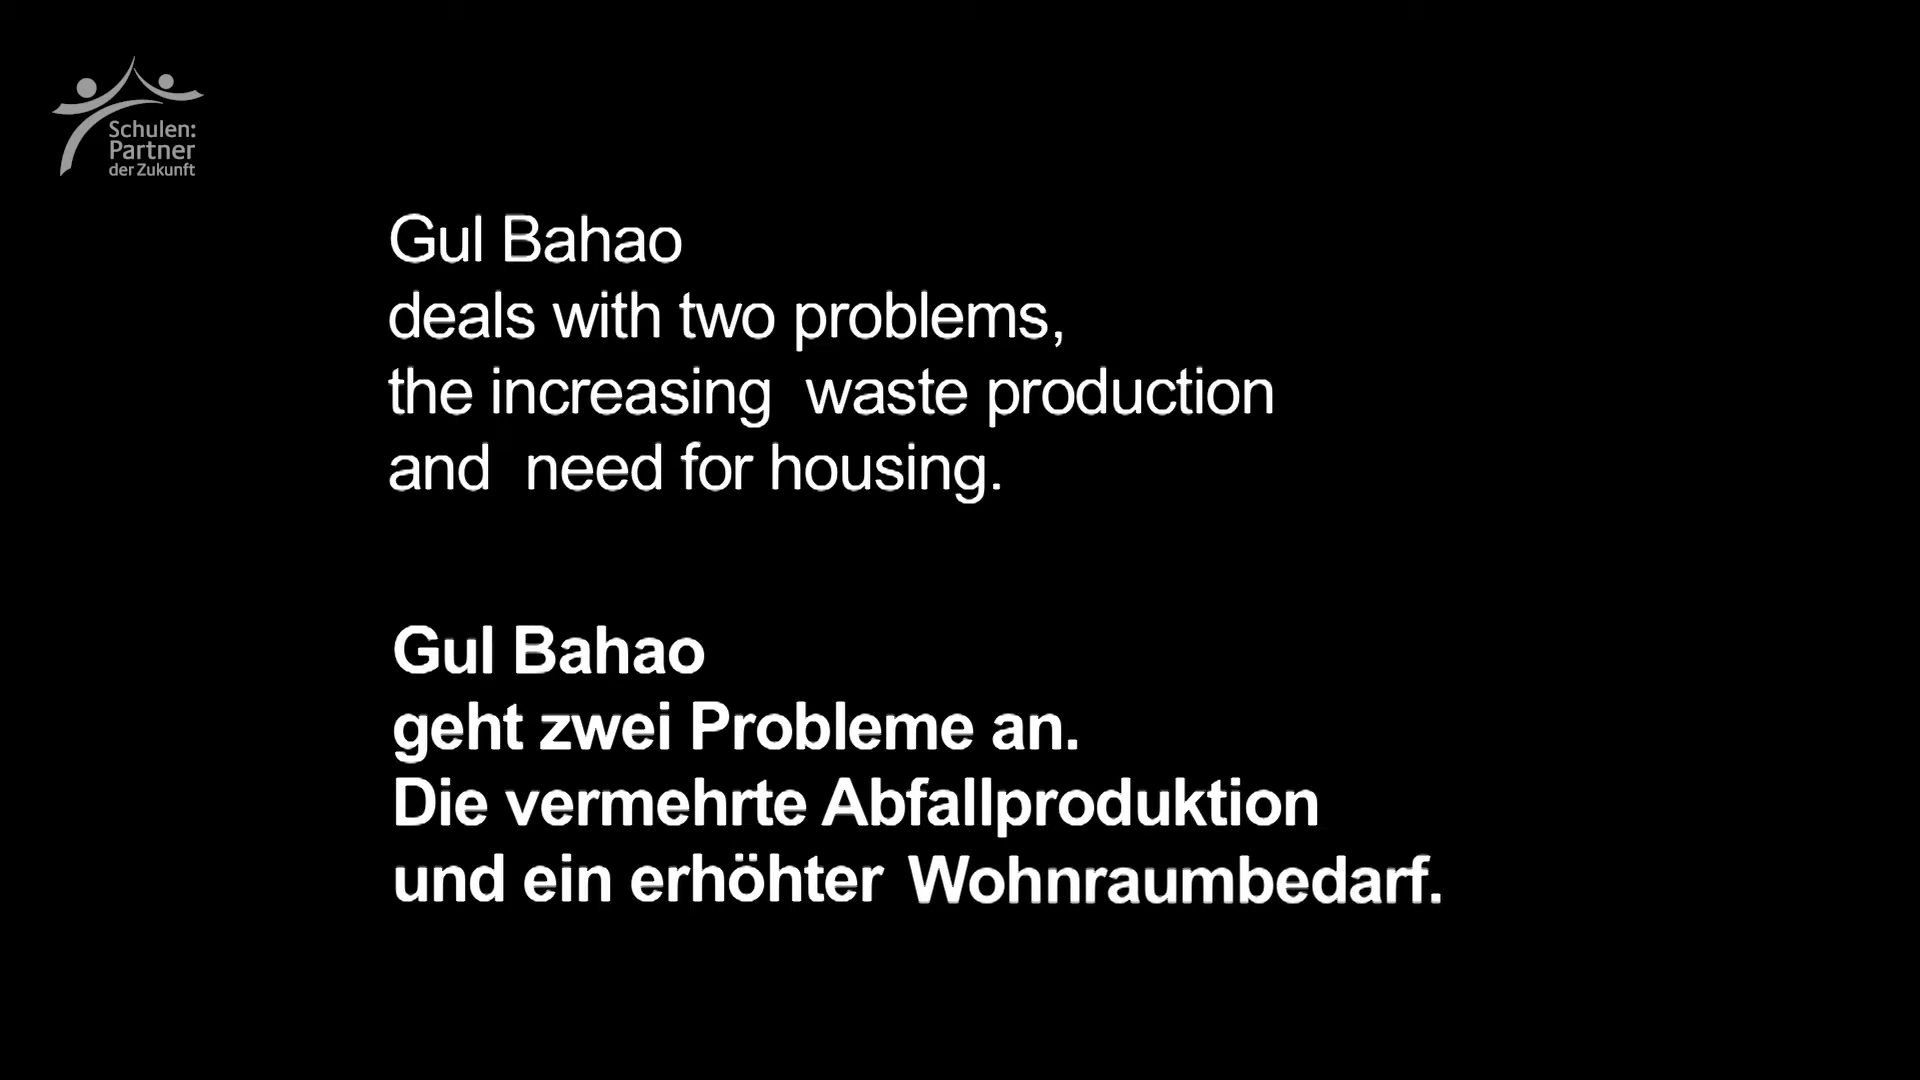 Schulen:
Partner
der Zukunft
Gul Bahao
deals with two problems,
the increasing  waste production
and  need for housing.
Gul Bahao
geht zwei Probleme an.
Die vermehrte Abfallproduktion
und ein erhöhter Wohnraumbedarf.